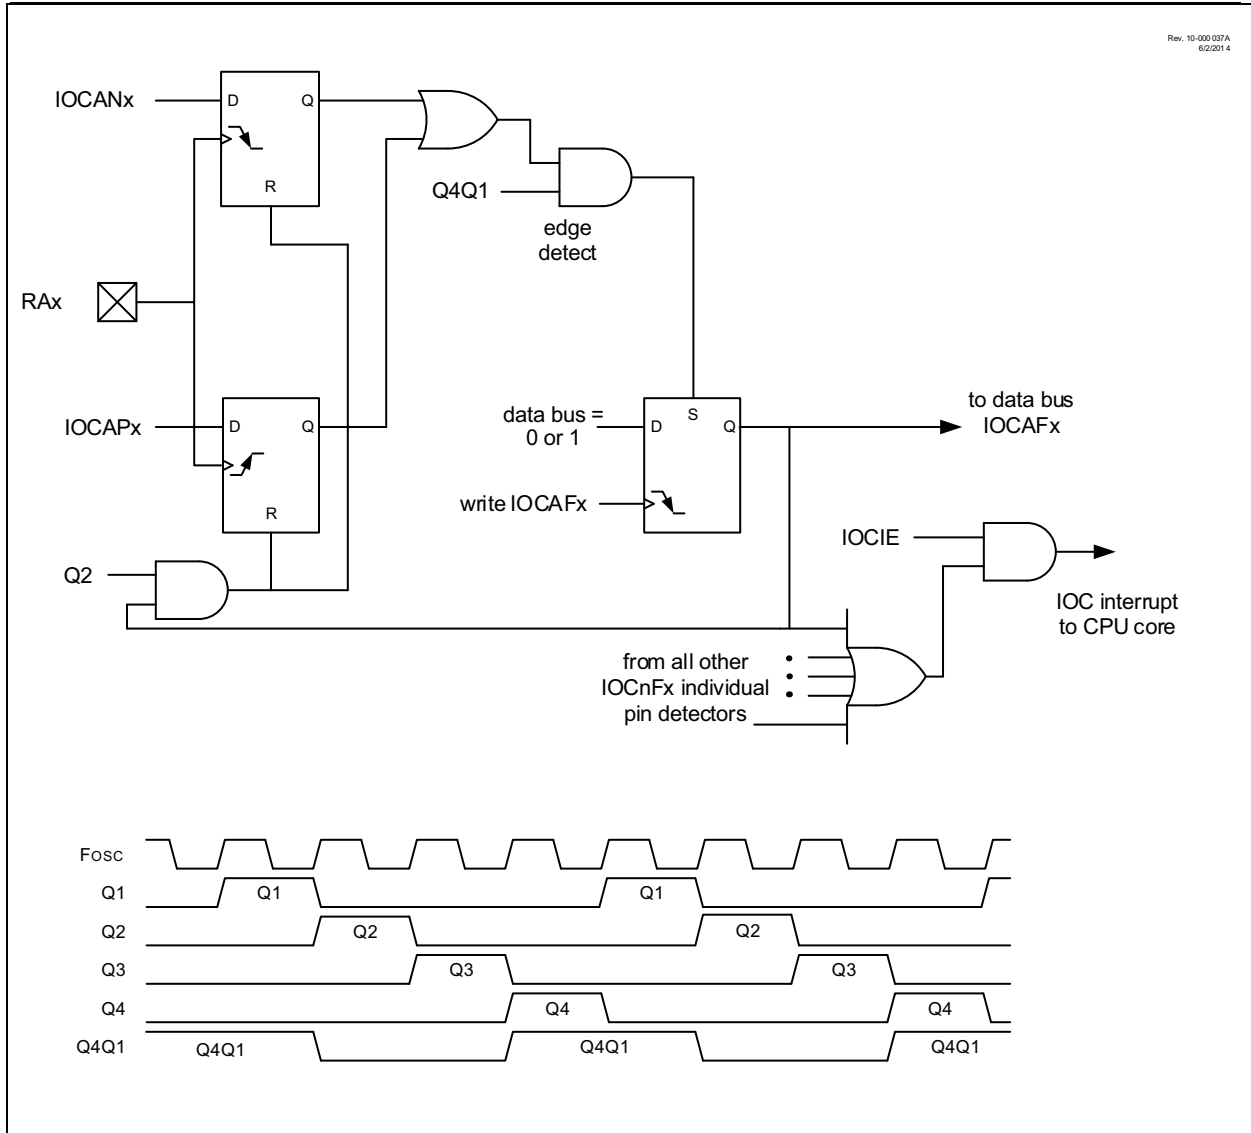 Rev. 10-000 037A
6/2/201 4
IOCANx
D
Q
R
Q4Q1
edge
detect
RAx
IOCAPx
D
Q
R
data bus =
0 or 1
S
D
Q
to data bus
IOCAFx
write IOCAFx
IOCIE
Q2
IOC interrupt
to CPU core
from all other
IOCnFx individual
pin detectors
FOSC
Q1
Q1
Q1
Q2
Q2
Q2
Q3
Q3
Q3
Q4
Q4
Q4
Q4Q1
Q4Q1
Q4Q1
Q4Q1